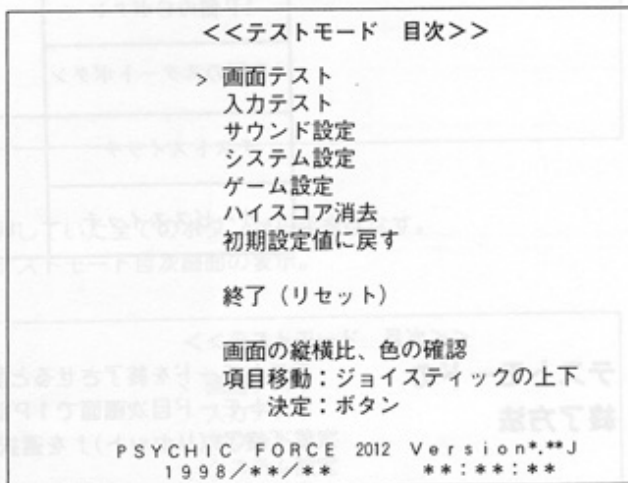 <<テストモード 目次>>
> 画面テスト
入力テスト
サウンド設定
システム設定
ゲーム設定
ハイスコア消去
初期設定値に戻す
終了（リセット）
画面の縦横比、色の確認
項目移動：ジョイスティックの上下
決定：ボタン
PSYCHIC FORCE 2012 Version*.**J
1998/**/** **:**:**